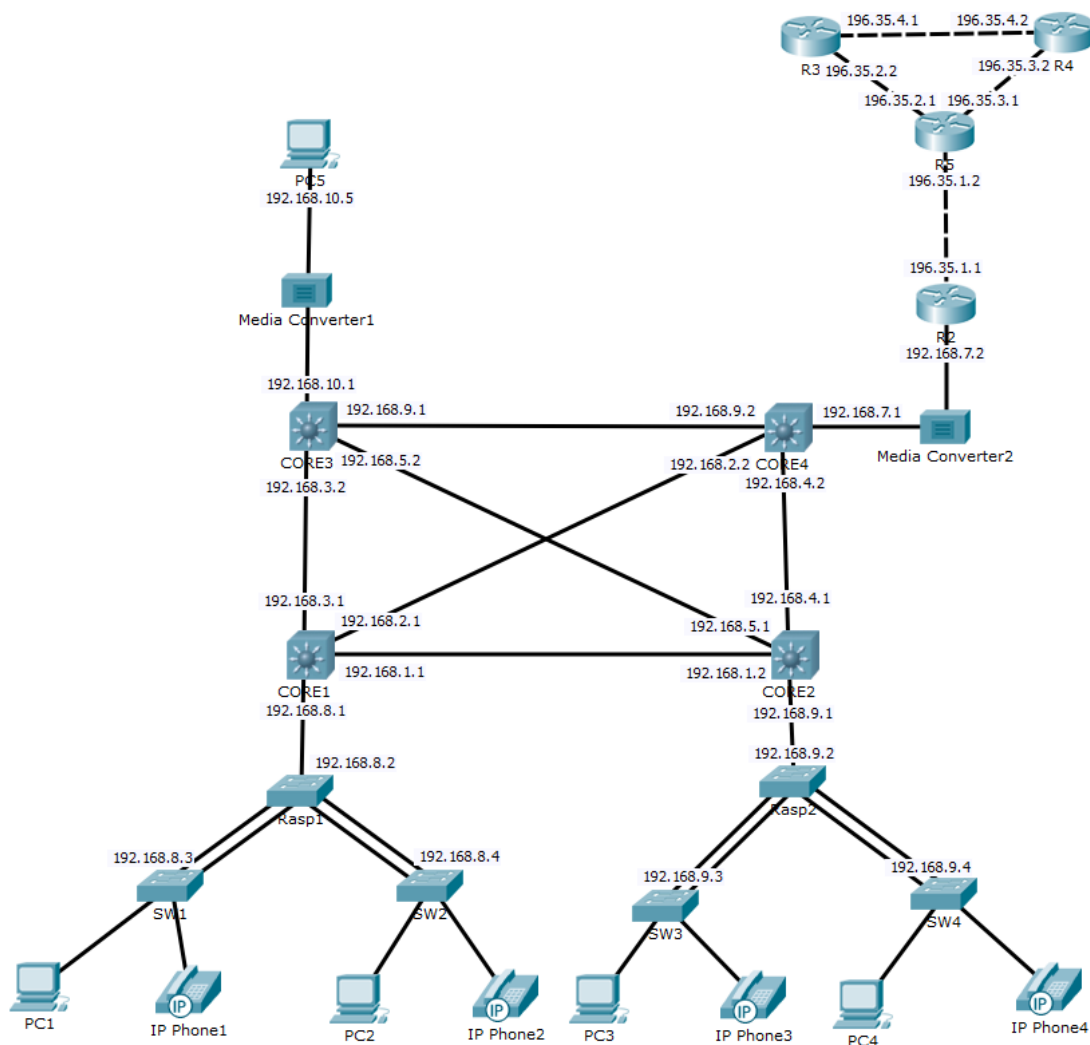 196.35.4.1
196.35.4.2
R3
196.35.2.2
196.35.3.2
R4
196.35.2.1
196.35.3.1
R5
196.35.1.2
PC5
192.168.10.5
196.35.1.1
Media Converter1
R2
192.168.7.2
192.168.10.1
192.168.9.1
192.168.9.2
192.168.7.1
CORE3
192.168.5.2
192.168.2.2
CORE4
Media Converter2
192.168.3.2
192.168.4.2
192.168.3.1
192.168.4.1
192.168.2.1
192.168.5.1
CORE1
192.168.1.1
192.168.1.2
CORE2
192.168.8.1
192.168.9.1
192.168.8.2
192.168.9.2
Rasp1
Rasp2
192.168.8.3
192.168.8.4
192.168.9.3
192.168.9.4
SW1
SW2
SW3
SW4
IP
IP
IP
IP
PC1
IP Phone1
PC2
IP Phone2
PC3
IP Phone3
PC4
IP Phone4